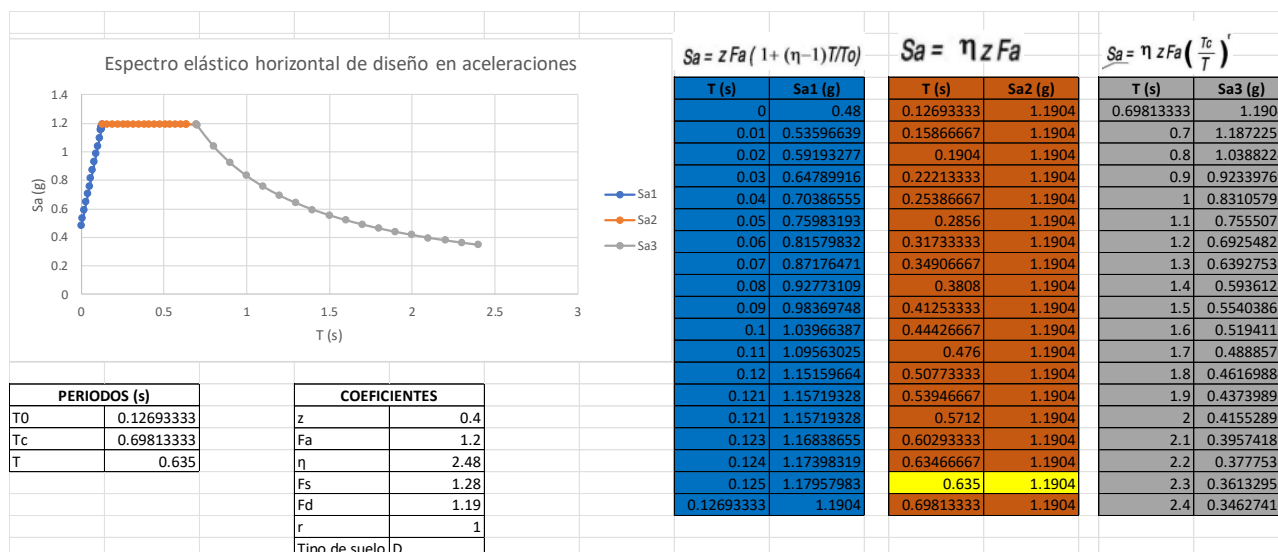 Espectro elástico horizontal de diseño en aceleraciones
1.4
1.2
1
0.8
0.6
0.4
0.2
0
0 0.5 1 1.5 2 2.5 3
Sa (g)
T (s)
Sa1
Sa2
Sa3
PERIODOS (s)
T0 0.12693333
Tc 0.69813333
T 0.635
COEFICIENTES
z 0.4
Fa 1.2
η 2.48
Fs 1.28
Fd 1.19
r 1
Tipo de suelo D
Sa = z Fa ( 1+ (η−1)T/To)
T (s) Sa1 (g)
0 0.48
0.01 0.53596639
0.02 0.59193277
0.03 0.64789916
0.04 0.70386555
0.05 0.75983193
0.06 0.81579832
0.07 0.87176471
0.08 0.92773109
0.09 0.98369748
0.1 1.03966387
0.11 1.09563025
0.12 1.15159664
0.121 1.15719328
0.121 1.15719328
0.123 1.16838655
0.124 1.17398319
0.125 1.17957983
0.12693333 1.1904
Sa = η z Fa
T (s) Sa2 (g)
0.12693333 1.1904
0.15866667 1.1904
0.1904 1.1904
0.22213333 1.1904
0.25386667 1.1904
0.2856 1.1904
0.31733333 1.1904
0.34906667 1.1904
0.3808 1.1904
0.41253333 1.1904
0.44426667 1.1904
0.476 1.1904
0.50773333 1.1904
0.53946667 1.1904
0.5712 1.1904
0.60293333 1.1904
0.63466667 1.1904
0.635 1.1904
0.69813333 1.1904
Sa = η z Fa (Tc/T)^r
T (s) Sa3 (g)
0.69813333 1.190
0.7 1.187225
0.8 1.038822
0.9 0.9233976
1 0.8310579
1.1 0.755507
1.2 0.6925482
1.3 0.6392753
1.4 0.593612
1.5 0.5540386
1.6 0.519411
1.7 0.488857
1.8 0.4616988
1.9 0.4373989
2 0.4155289
2.1 0.3957418
2.2 0.377753
2.3 0.3613295
2.4 0.3462741